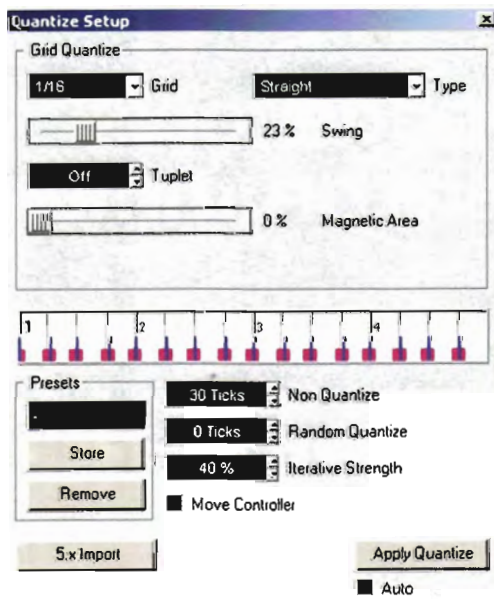 Quantize Setup
Grid Quantize
1/16 Grid Straight Type
23 % Swing
Off Tuplet
0 % Magnetic Area
1 2 3 4
Presets
30 Ticks Non Quantize
-
0 Ticks Random Quantize
Store
40 % Iterative Strength
Remove
Move Controller
5.x Import Apply Quantize
Auto